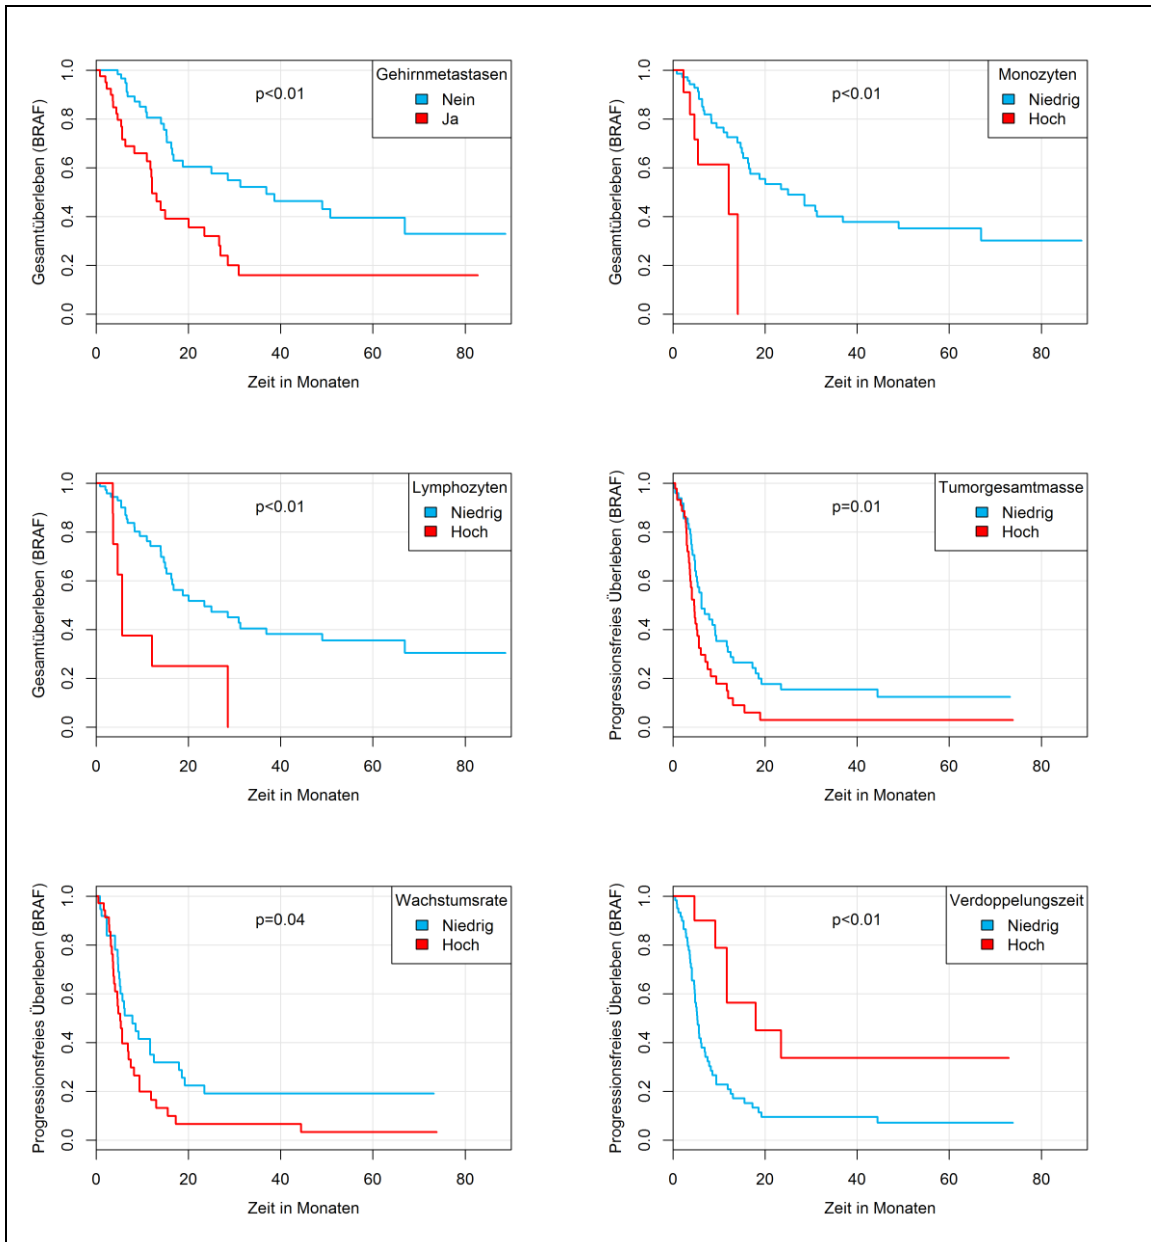 Gesamtüberleben (BRAF)
1.0
0.8
0.6
0.4
0.2
0.0
p<0.01
Gehirnmetastasen
Nein
Ja
0 20 40 60 80
Zeit in Monaten
Gesamtüberleben (BRAF)
1.0
0.8
0.6
0.4
0.2
0.0
p<0.01
Monozyten
Niedrig
Hoch
0 20 40 60 80
Zeit in Monaten
Gesamtüberleben (BRAF)
1.0
0.8
0.6
0.4
0.2
0.0
p<0.01
Lymphozyten
Niedrig
Hoch
0 20 40 60 80
Zeit in Monaten
Progressionsfreies Überleben (BRAF)
1.0
0.8
0.6
0.4
0.2
0.0
p=0.01
Tumorgesamtmasse
Niedrig
Hoch
0 20 40 60 80
Zeit in Monaten
Progressionsfreies Überleben (BRAF)
1.0
0.8
0.6
0.4
0.2
0.0
p=0.04
Wachstumsrate
Niedrig
Hoch
0 20 40 60 80
Zeit in Monaten
Progressionsfreies Überleben (BRAF)
1.0
0.8
0.6
0.4
0.2
0.0
p<0.01
Verdoppelungszeit
Niedrig
Hoch
0 20 40 60 80
Zeit in Monaten